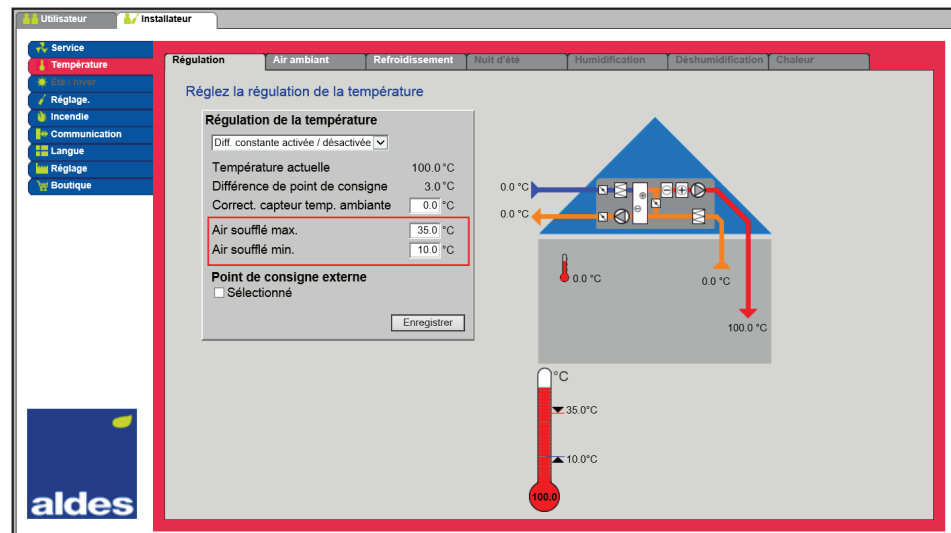 Utilisateur
Installateur
Service
Température
Été / hiver
Réglage.
Incendie
Communication
Langue
Réglage
Boutique
Régulation Air ambiant Refroidissement Nuit d'été Humidification Déshumidification Chaleur
Réglez la régulation de la température
Régulation de la température
Diff. constante activée / désactivée
Température actuelle 100.0 °C
Différence de point de consigne 3.0 °C
Correct. capteur temp. ambiante 0.0 °C
Air soufflé max. 35.0 °C
Air soufflé min. 10.0 °C
Point de consigne externe
Sélectionné
Enregistrer
0.0 °C
0.0 °C
0.0 °C
0.0 °C
100.0 °C
°C
35.0°C
10.0°C
100.0
aldes